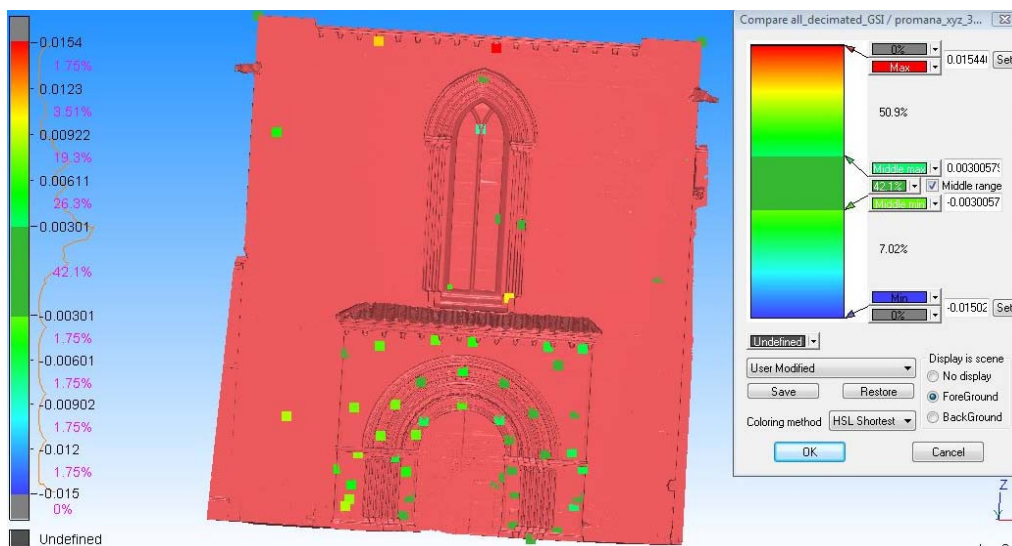 Compare all_decimated_GSI / promana_xyz_3...
0.0154
1.75%
0.0123
3.51%
0.00922
19.3%
0.00611
26.3%
0.00301
42.1%
-0.00301
1.75%
-0.00601
1.75%
-0.00902
1.75%
-0.012
1.75%
-0.015
0%
Undefined
0%
Max
0.01544
Set
50.9%
Middle max
0.0030057
42.1%
Middle range
Middle min
-0.0030057
7.02%
Min
0%
-0.01502
Set
Undefined
User Modified
Save
Restore
Coloring method
HSL Shortest
Display is scene
No display
ForeGround
BackGround
OK
Cancel
Z
Y